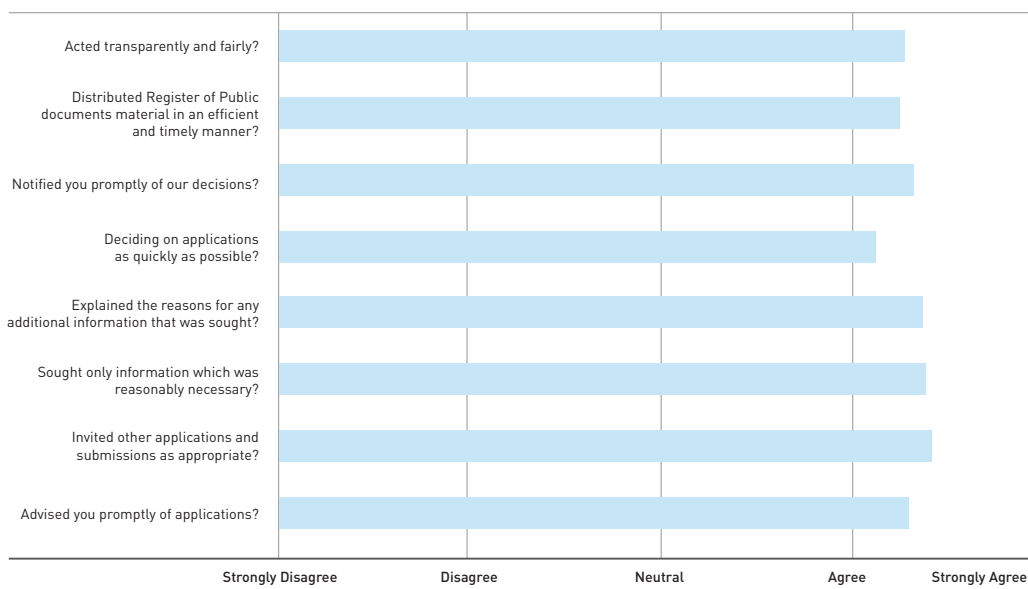 Acted transparently and fairly?
Distributed Register of Public
documents material in an efficient
and timely manner?
Notified you promptly of our decisions?
Deciding on applications
as quickly as possible?
Explained the reasons for any
additional information that was sought?
Sought only information which was
reasonably necessary?
Invited other applications and
submissions as appropriate?
Advised you promptly of applications?
Strongly Disagree Disagree Neutral Agree Strongly Agree